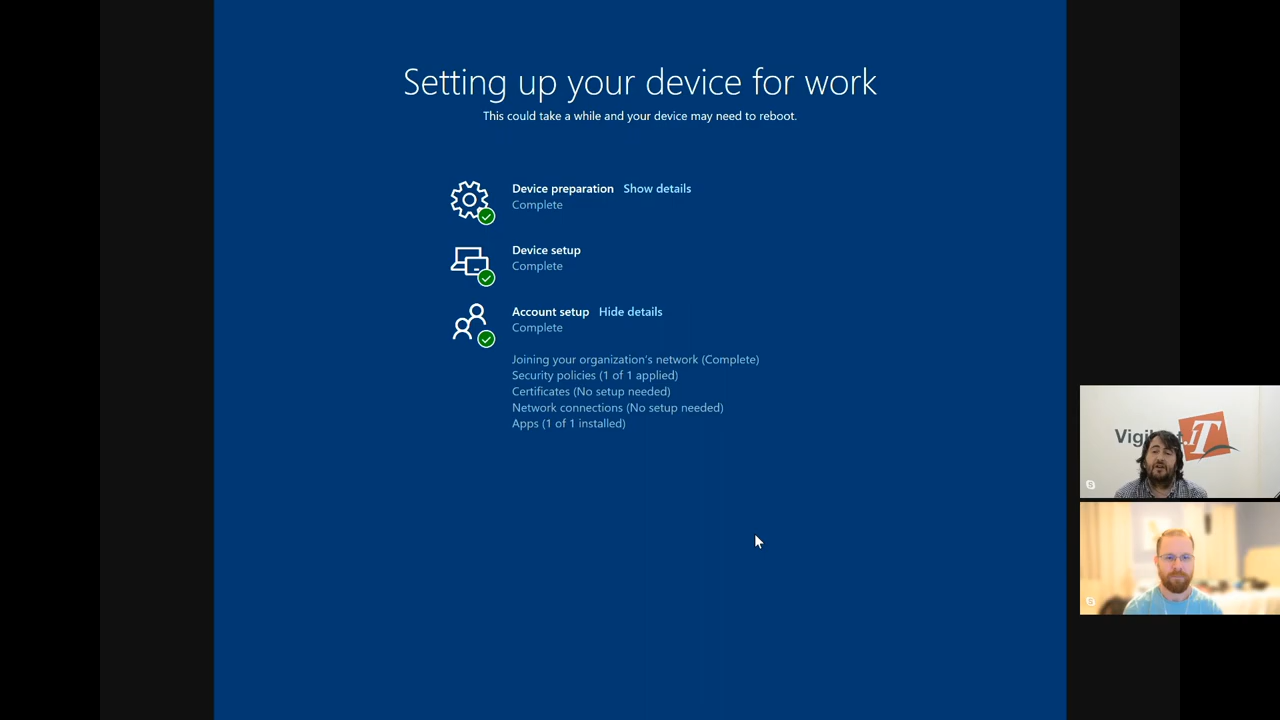 Setting up your device for work
This could take a while and your device may need to reboot.
Device preparation Show details
Complete
Device setup
Complete
Account setup Hide details
Complete
Joining your organization's network (Complete)
Security policies (1 of 1 applied)
Certificates (No setup needed)
Network connections (No setup needed)
Apps (1 of 1 installed)
iT